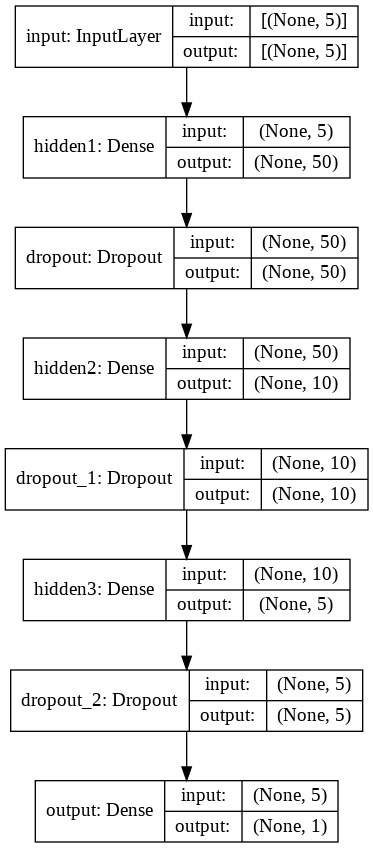 input: InputLayer
input: [(None, 5)]
output: [(None, 5)]
hidden1: Dense
input: (None, 5)
output: (None, 50)
dropout: Dropout
input: (None, 50)
output: (None, 50)
hidden2: Dense
input: (None, 50)
output: (None, 10)
dropout_1: Dropout
input: (None, 10)
output: (None, 10)
hidden3: Dense
input: (None, 10)
output: (None, 5)
dropout_2: Dropout
input: (None, 5)
output: (None, 5)
output: Dense
input: (None, 5)
output: (None, 1)